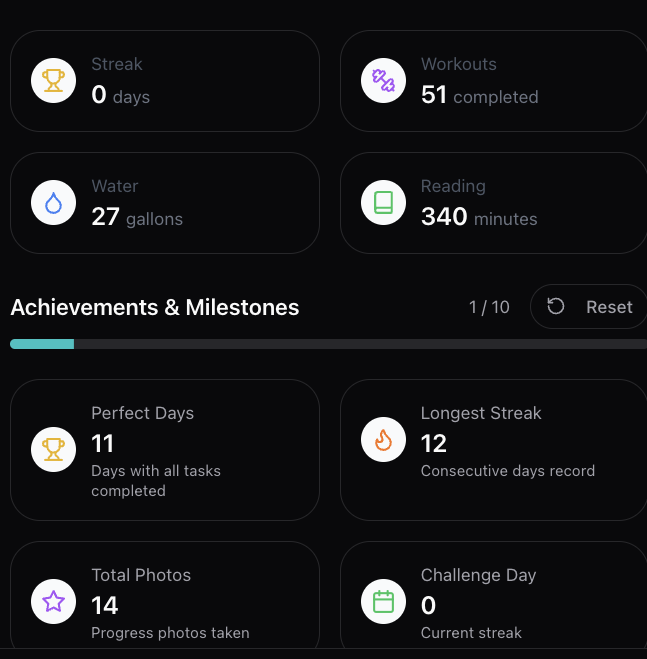 Streak
0 days
Workouts
51 completed
Water
27 gallons
Reading
340 minutes
Achievements & Milestones
1 / 10
Reset
Perfect Days
11
Days with all tasks
completed
Longest Streak
12
Consecutive days record
Total Photos
14
Progress photos taken
Challenge Day
0
Current streak